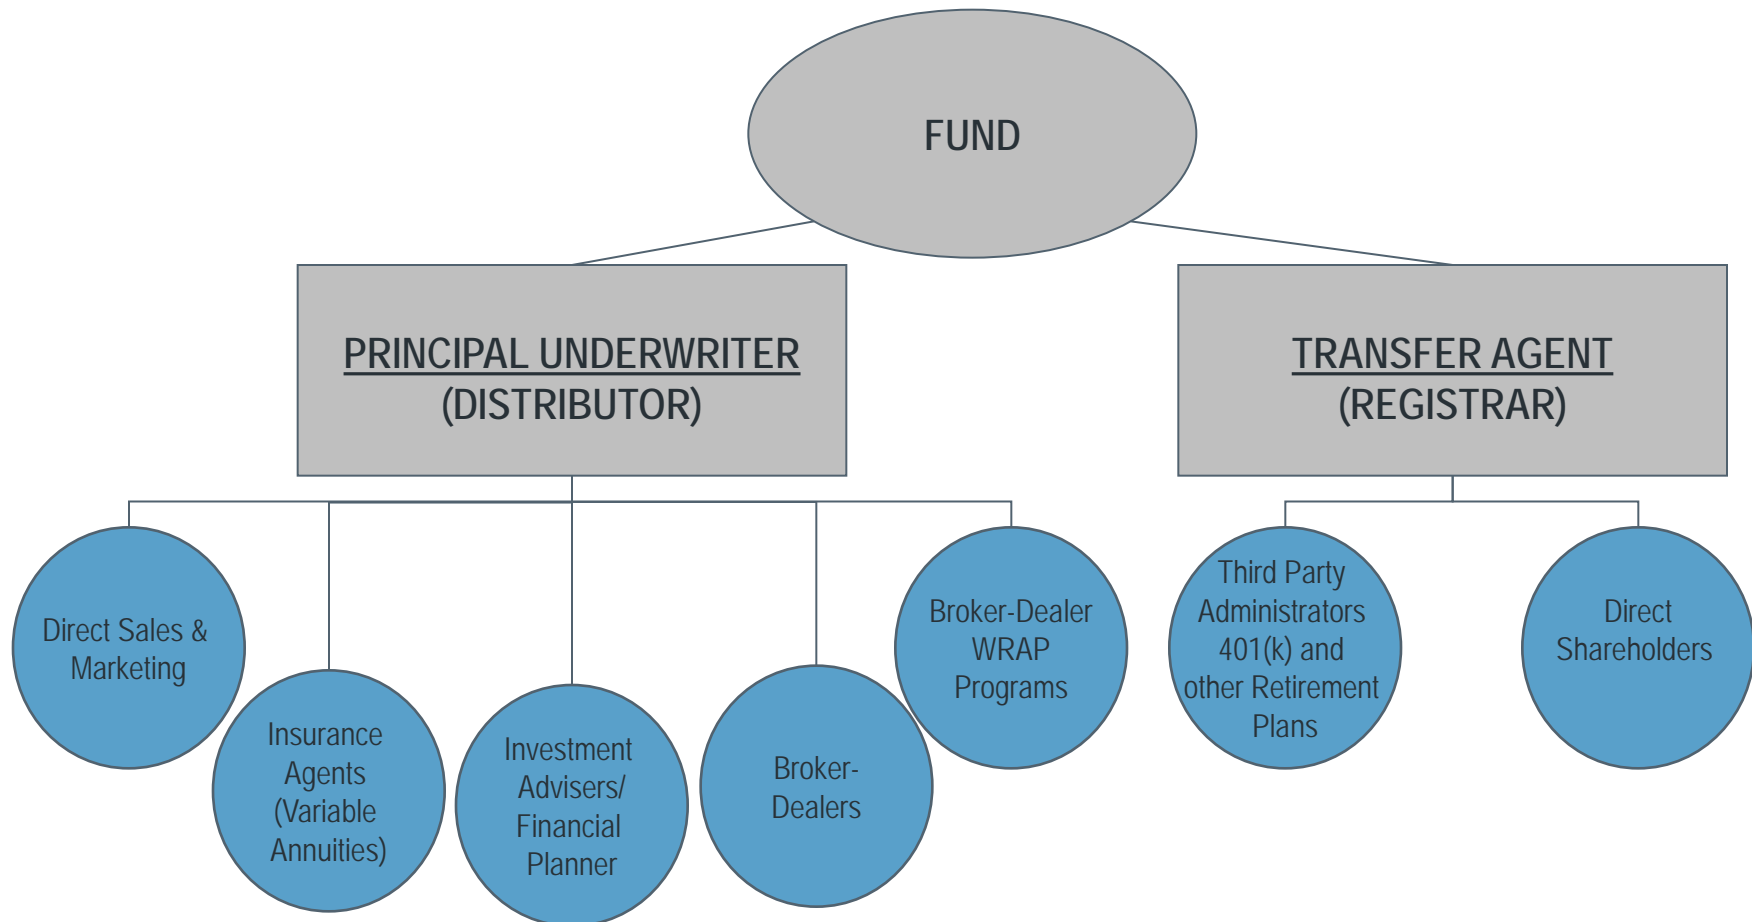 FUND
PRINCIPAL UNDERWRITER
(DISTRIBUTOR)
TRANSFER AGENT
(REGISTRAR)
Direct Sales &
Marketing
Insurance
Agents
(Variable
Annuities)
Investment
Advisers/
Financial
Planner
Broker-
Dealers
Broker-Dealer
WRAP
Programs
Third Party
Administrators
401(k) and
other Retirement
Plans
Direct
Shareholders